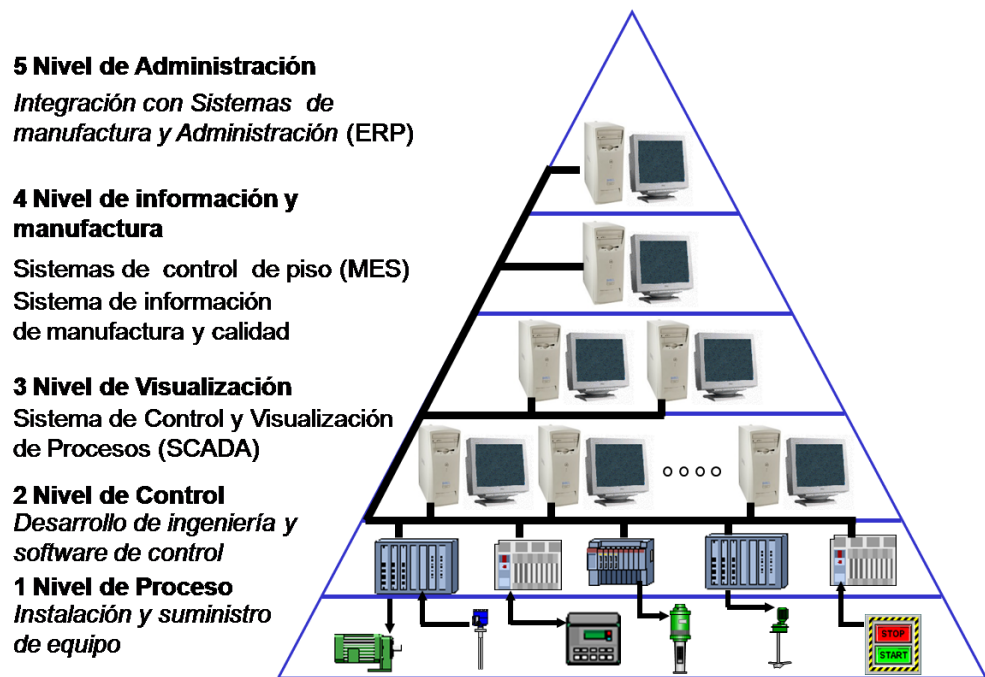 5 Nivel de Administración
Integración con Sistemas de
manufactura y Administración (ERP)
4 Nivel de información y
manufactura
Sistemas de control de piso (MES)
Sistema de información
de manufactura y calidad
3 Nivel de Visualización
Sistema de Control y Visualización
de Procesos (SCADA)
2 Nivel de Control
Desarrollo de ingeniería y
software de control
1 Nivel de Proceso
Instalación y suministro
de equipo
STOP
START